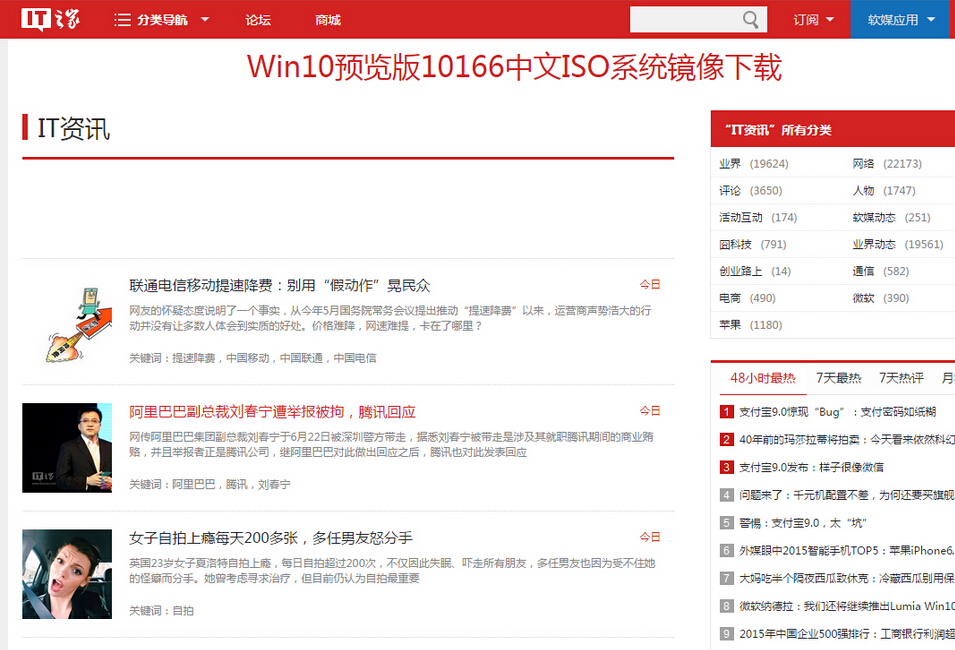 IT之家 分类导航 论坛 商城 订阅 软媒应用
Win10预览版10166中文ISO系统镜像下载
IT资讯
联通电信移动提速降费：别用“假动作”晃民众 今日
网友的怀疑态度说明了一个事实，从今年5月国务院常务会议提出推动“提速降费”以来，运营商声势浩大的行
动并没有让多数人体会到实质的好处。价格难降，网速难提，卡在了哪里？
关键词：提速降费，中国移动，中国联通，中国电信
阿里巴巴副总裁刘春宁遭举报被拘，腾讯回应 今日
网传阿里巴巴集团副总裁刘春宁于6月22日被深圳警方带走，据悉刘春宁被带走是涉及其就职腾讯期间的商业贿
赂，并且举报者正是腾讯公司，继阿里巴巴对此做出回应之后，腾讯也对此发表回应
关键词：阿里巴巴，腾讯，刘春宁
女子自拍上瘾每天200多张，多任男友怒分手 今日
英国23岁女子夏洛特自拍上瘾，每日自拍超过200次，不仅因此失眠、吓走所有朋友，多任男友也因为受不住她
的怪癖而分手。她曾考虑寻求治疗，但目前仍认为自拍最重要
关键词：自拍
“IT资讯”所有分类
业界 (19624) 网络 (22173)
评论 (3650) 人物 (1747)
活动互动 (174) 软媒动态 (251)
囧科技 (791) 业界动态 (19561)
创业路上 (14) 通信 (582)
电商 (490) 微软 (390)
苹果 (1180)
48小时最热 7天最热 7天热评 月
1 支付宝9.0惊现“Bug”：支付密码如纸糊
2 40年前的玛莎拉蒂将拍卖：今天看来依然科幻
3 支付宝9.0发布：样子很像微信
4 问题来了：千元机配置不差，为何还要买旗舰
5 警惕：支付宝9.0，太“坑”
6 外媒眼中2015智能手机TOP5：苹果iPhone6.
7 大妈吃半个隔夜西瓜致休克：冷藏西瓜别用保
8 微软纳德拉：我们还将继续推出Lumia Win10
9 2015年中国企业500强排行：工商银行利润超